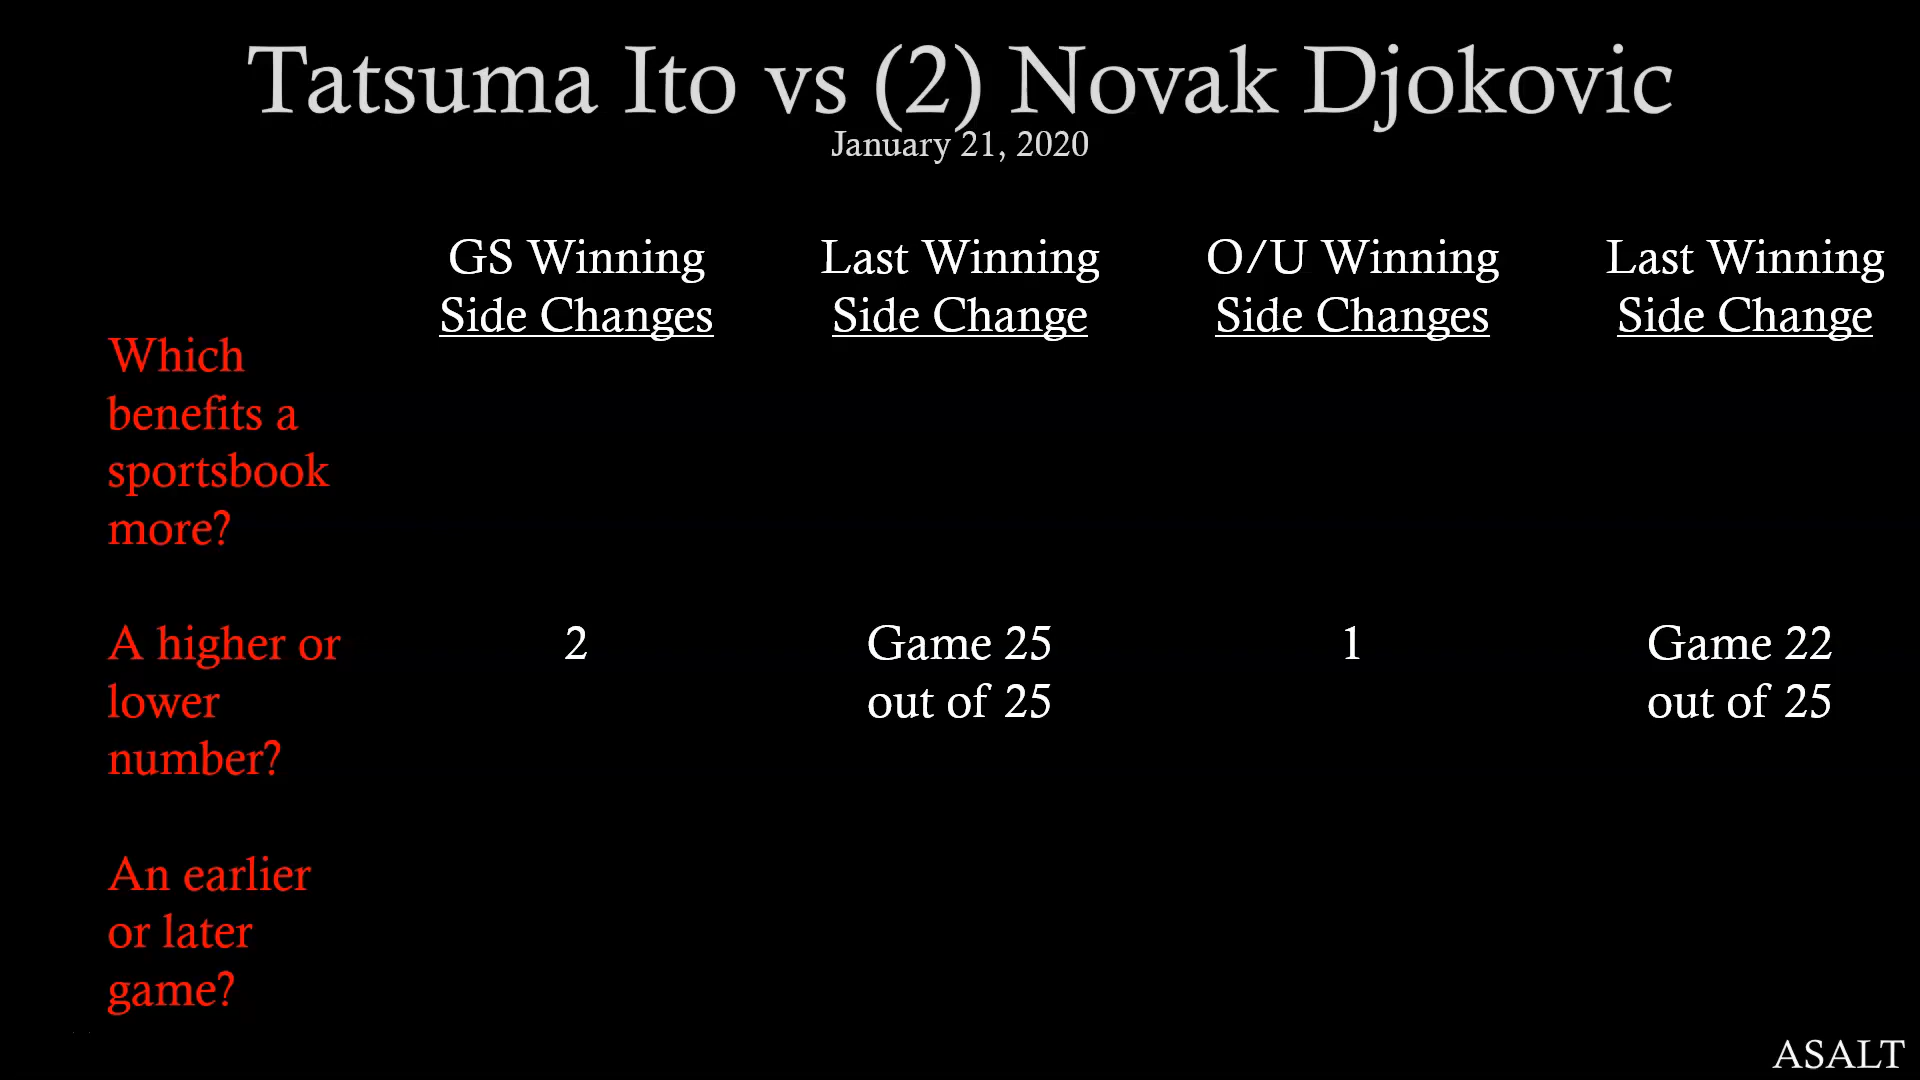 Tatsuma Ito vs (2) Novak Djokovic
January 21, 2020
GS Winning
Side Changes
Last Winning
Side Change
O/U Winning
Side Changes
Last Winning
Side Change
Which
benefits a
sportsbook
more?
A higher or
lower
number?
2
Game 25
out of 25
1
Game 22
out of 25
An earlier
or later
game?
ASALT